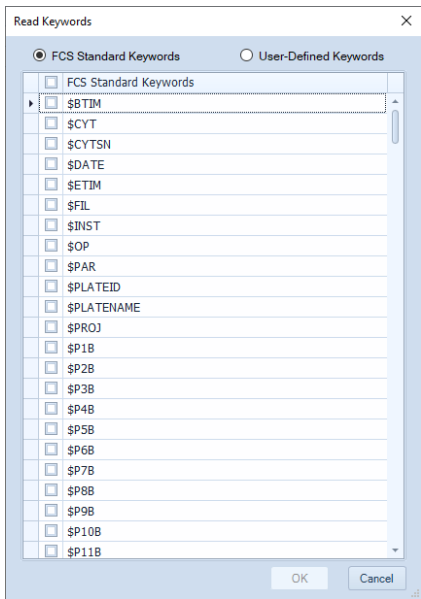 Read Keywords
FCS Standard Keywords User-Defined Keywords
FCS Standard Keywords
$BTIM
$CYT
$CYTSN
$DATE
$ETIM
$FIL
$INST
$OP
$PAR
$PLATEID
$PLATENAME
$PROJ
$P1B
$P2B
$P3B
$P4B
$P5B
$P6B
$P7B
$P8B
$P9B
$P10B
$P11B
OK Cancel